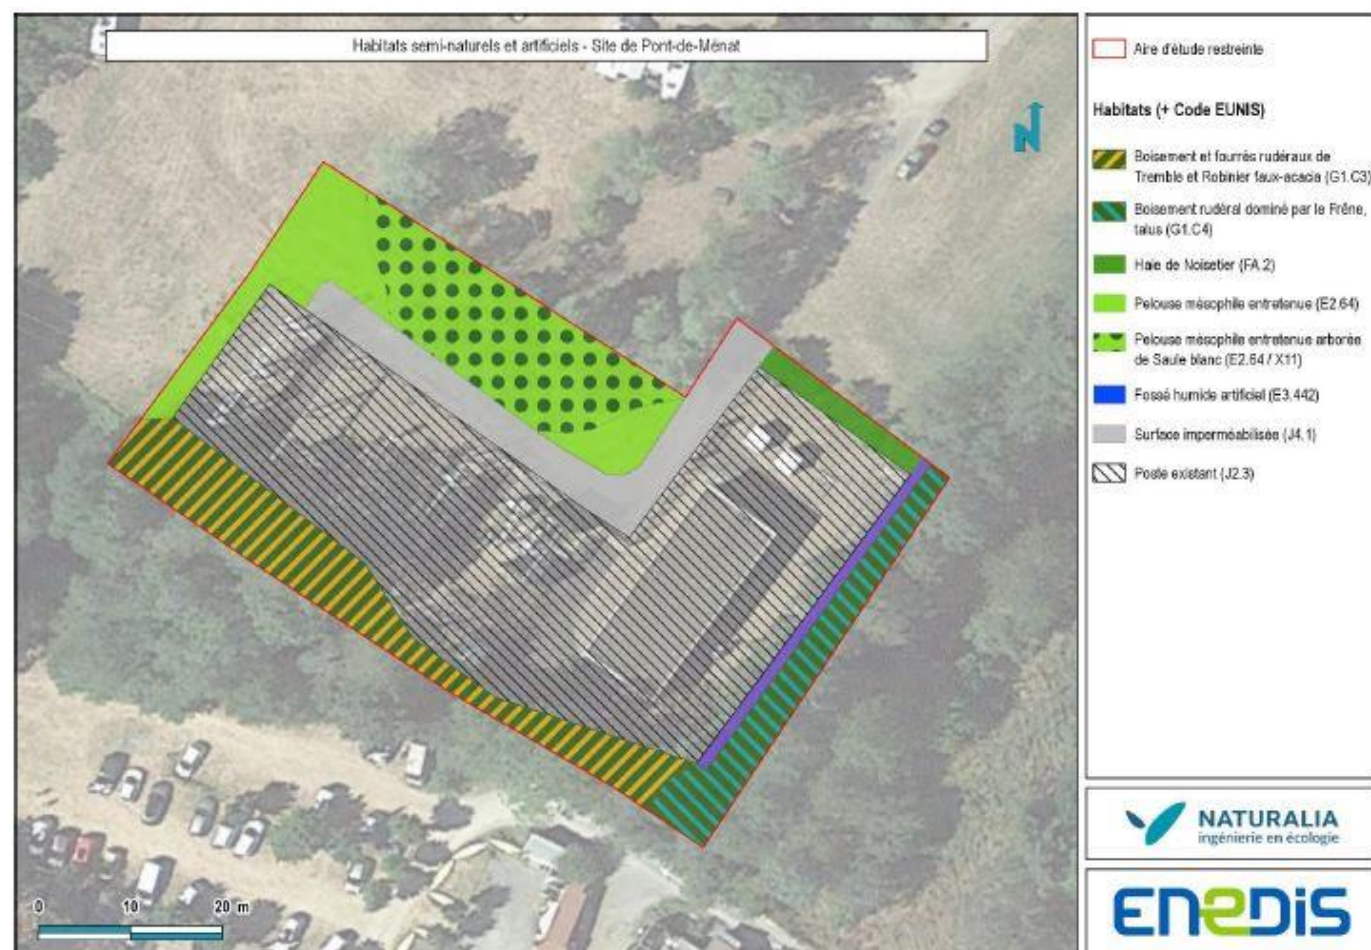 Habitats semi-naturels et artificiels - Site de Pont-de-Ménat
N
Aire d'étude restreinte
Habitats (+ Code EUNIS)
Boisement et fourrés rudéraux de
Tremble et Robinier faux-acacia (G1.C3)
Boisement rudéral dominé par le Frêne,
talus (G1.C4)
Haie de Noisetier (FA.2)
Pelouse mésophile entretenue (E2.64)
Pelouse mésophile entretenue arborée
de Saule blanc (E2.64 / X11)
Fossé humide artificiel (E3.442)
Surface imperméabilisée (J4.1)
Poste existant (J2.3)
0 10 20 m
NATURALIA
ingénierie en écologie
ENEDIS